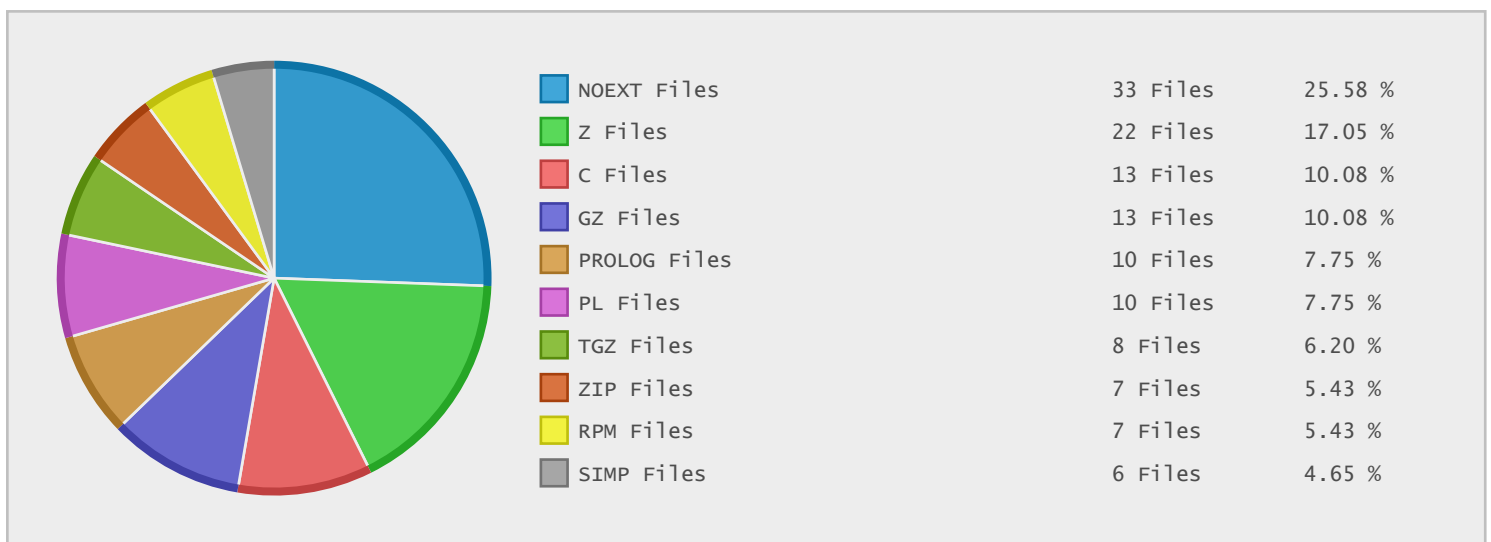 NOEXT Files 33 Files 25.58 %
Z Files 22 Files 17.05 %
C Files 13 Files 10.08 %
GZ Files 13 Files 10.08 %
PROLOG Files 10 Files 7.75 %
PL Files 10 Files 7.75 %
TGZ Files 8 Files 6.20 %
ZIP Files 7 Files 5.43 %
RPM Files 7 Files 5.43 %
SIMP Files 6 Files 4.65 %